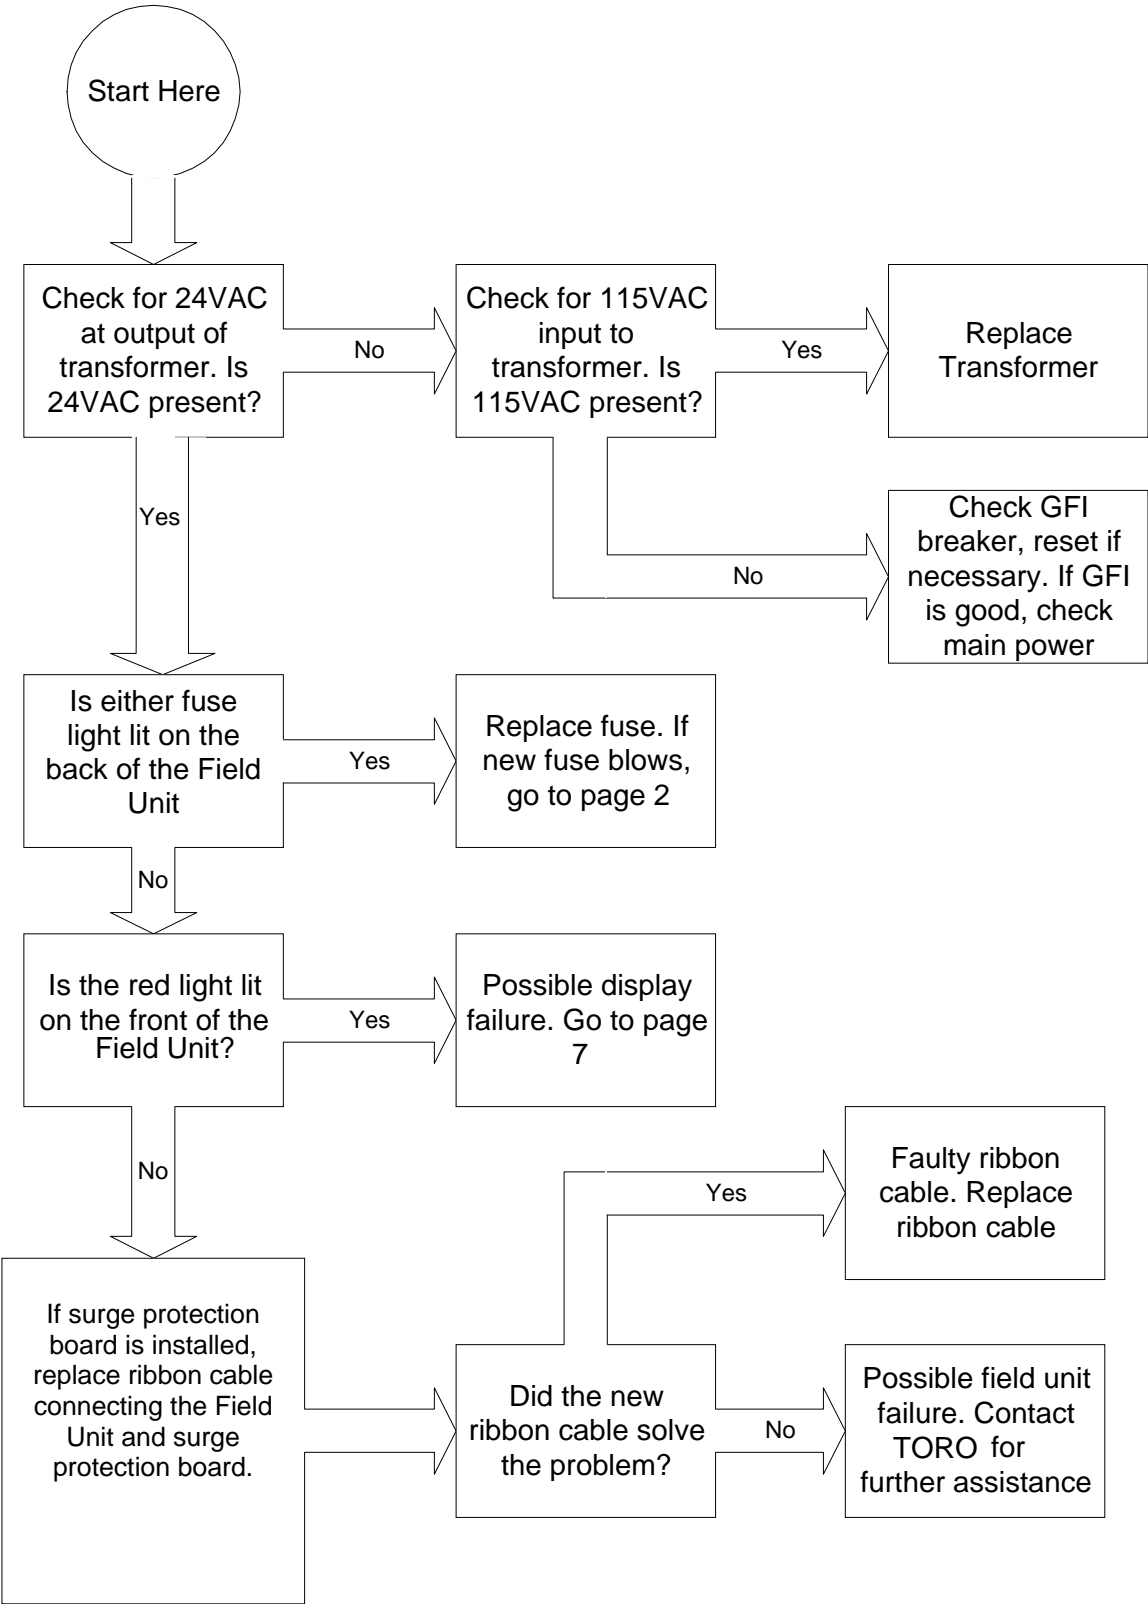 Start Here
Check for 24VAC
at output of
transformer. Is
24VAC present?
No
Check for 115VAC
input to
transformer. Is
115VAC present?
Yes
Replace
Transformer
No
Check GFI
breaker, reset if
necessary. If GFI
is good, check
main power
Yes
Is either fuse
light lit on the
back of the Field
Unit
Yes
Replace fuse. If
new fuse blows,
go to page 2
No
Is the red light lit
on the front of the
Field Unit?
Yes
Possible display
failure. Go to page
7
No
If surge protection
board is installed,
replace ribbon cable
connecting the Field
Unit and surge
protection board.
Did the new
ribbon cable solve
the problem?
Yes
Faulty ribbon
cable. Replace
ribbon cable
No
Possible field unit
failure. Contact
TORO for
further assistance